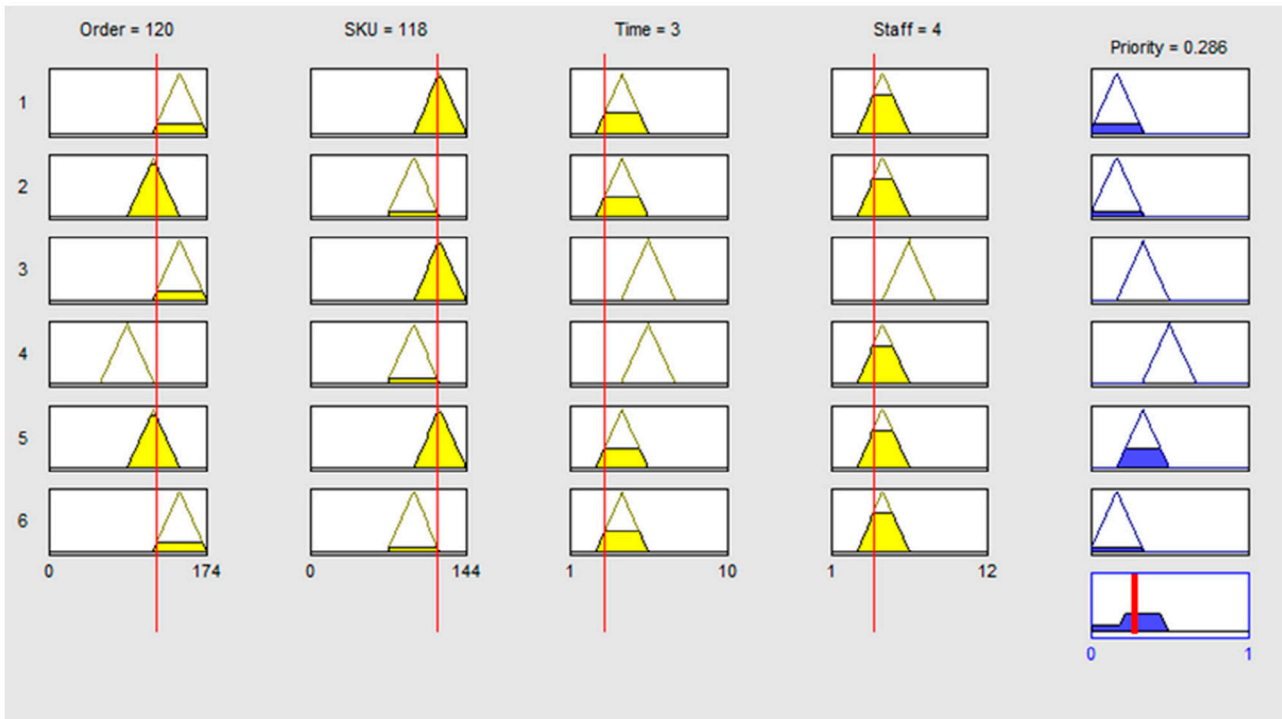 Order = 120
SKU = 118
Time = 3
Staff = 4
Priority = 0.286
1
2
3
4
5
6
0 174
0 144
1 10
1 12
0 1